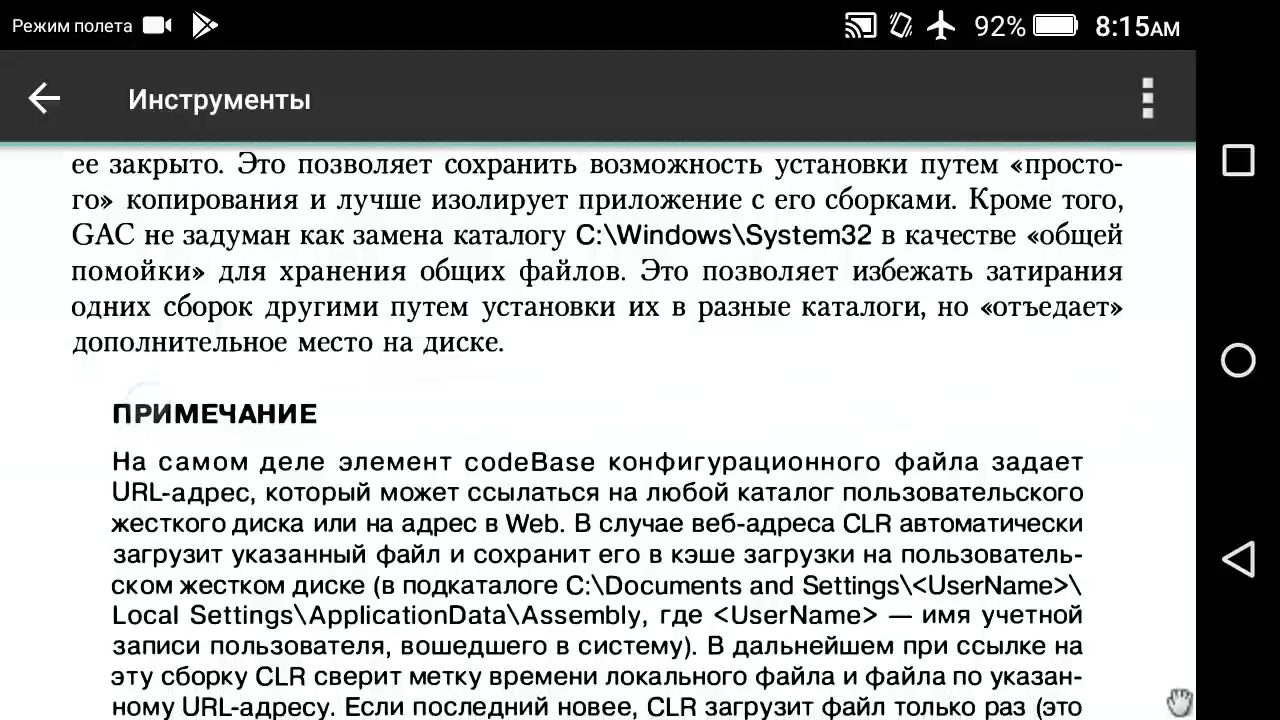 Режим полета
92% 8:15AM
Инструменты
ее закрыто. Это позволяет сохранить возможность установки путем «просто-
го» копирования и лучше изолирует приложение с его сборками. Кроме того,
GAC не задуман как замена каталогу C:\Windows\System32 в качестве «общей
помойки» для хранения общих файлов. Это позволяет избежать затирания
одних сборок другими путем установки их в разные каталоги, но «отъедает»
дополнительное место на диске.
ПРИМЕЧАНИЕ
На самом деле элемент codeBase конфигурационного файла задает
URL-адрес, который может ссылаться на любой каталог пользовательского
жесткого диска или на адрес в Web. В случае веб-адреса CLR автоматически
загрузит указанный файл и сохранит его в кэше загрузки на пользователь-
ском жестком диске (в подкаталоге C:\Documents and Settings\<UserName>\
Local Settings\ApplicationData\Assembly, где <UserName> — имя учетной
записи пользователя, вошедшего в систему). В дальнейшем при ссылке на
эту сборку CLR сверит метку времени локального файла и файла по указан-
ному URL-адресу. Если последний новее, CLR загрузит файл только раз (это